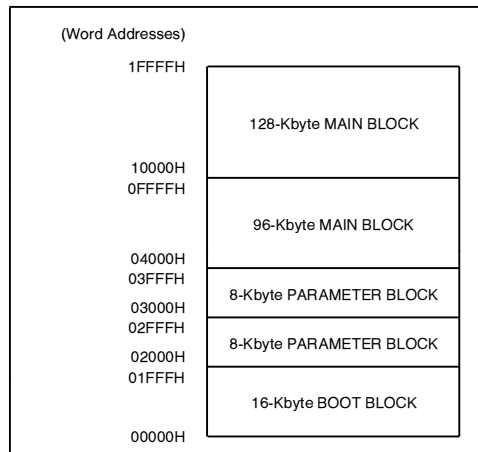 (Word Addresses)
1FFFFH
128-Kbyte MAIN BLOCK
10000H
0FFFFH
96-Kbyte MAIN BLOCK
04000H
03FFFH
8-Kbyte PARAMETER BLOCK
03000H
02FFFH
8-Kbyte PARAMETER BLOCK
02000H
01FFFH
16-Kbyte BOOT BLOCK
00000H